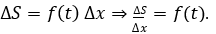 ΔS = f(t) Δx ⇒ ΔS/Δx = f(t).